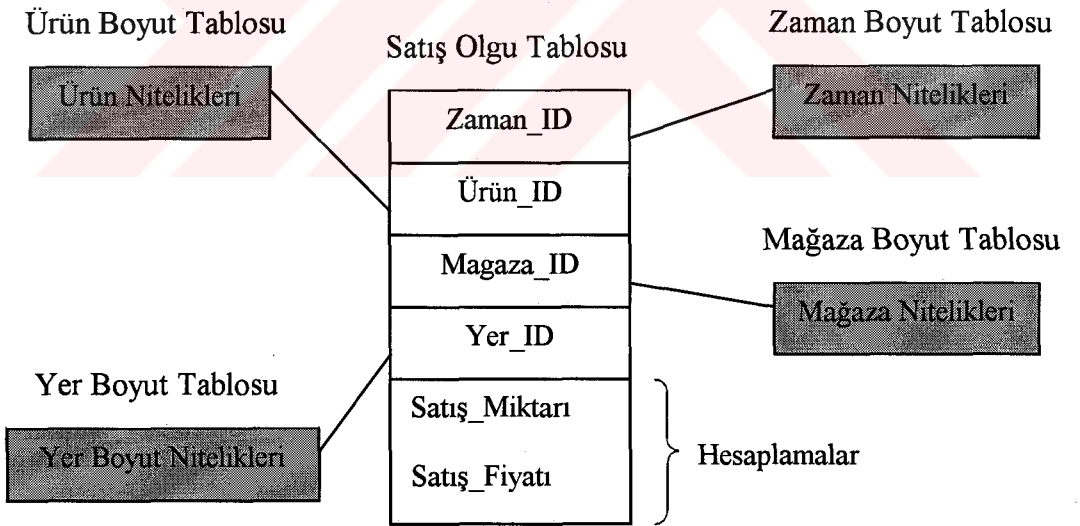 Ürün Boyut Tablosu
Ürün Nitelikleri
Satış Olgu Tablosu
Zaman_ID
Ürün_ID
Magaza_ID
Yer_ID
Satış_Miktarı
Satış_Fiyatı
Hesaplamalar
Zaman Boyut Tablosu
Zaman Nitelikleri
Mağaza Boyut Tablosu
Mağaza Nitelikleri
Yer Boyut Tablosu
Yer Boyut Nitelikleri